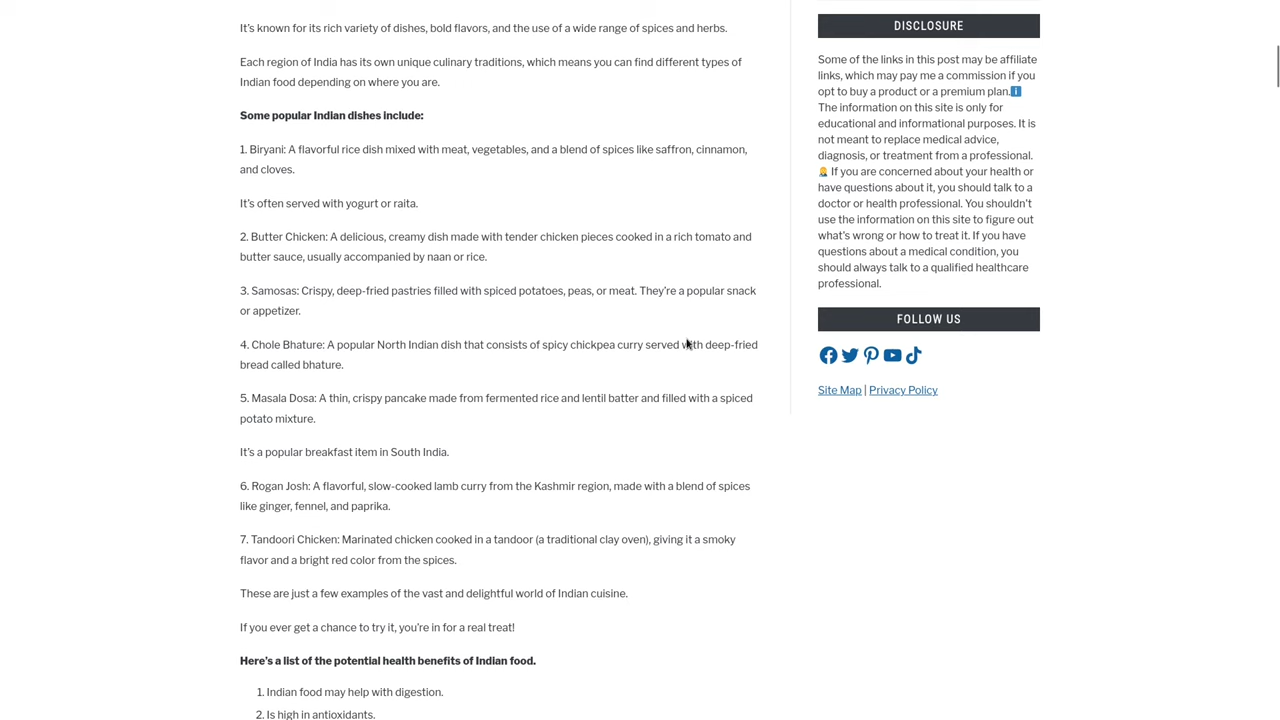 It's known for its rich variety of dishes, bold flavors, and the use of a wide range of spices and herbs.
Each region of India has its own unique culinary traditions, which means you can find different types of
Indian food depending on where you are.
Some popular Indian dishes include:
1. Biryani: A flavorful rice dish mixed with meat, vegetables, and a blend of spices like saffron, cinnamon,
and cloves.
It's often served with yogurt or raita.
2. Butter Chicken: A delicious, creamy dish made with tender chicken pieces cooked in a rich tomato and
butter sauce, usually accompanied by naan or rice.
3. Samosas: Crispy, deep-fried pastries filled with spiced potatoes, peas, or meat. They're a popular snack
or appetizer.
4. Chole Bhature: A popular North Indian dish that consists of spicy chickpea curry served with deep-fried
bread called bhature.
5. Masala Dosa: A thin, crispy pancake made from fermented rice and lentil batter and filled with a spiced
potato mixture.
It's a popular breakfast item in South India.
6. Rogan Josh: A flavorful, slow-cooked lamb curry from the Kashmir region, made with a blend of spices
like ginger, fennel, and paprika.
7. Tandoori Chicken: Marinated chicken cooked in a tandoor (a traditional clay oven), giving it a smoky
flavor and a bright red color from the spices.
These are just a few examples of the vast and delightful world of Indian cuisine.
If you ever get a chance to try it, you're in for a real treat!
Here's a list of the potential health benefits of Indian food.
1. Indian food may help with digestion.
2. Is high in antioxidants.
DISCLOSURE
Some of the links in this post may be affiliate
links, which may pay me a commission if you
opt to buy a product or a premium plan.ℹ️
The information on this site is only for
educational and informational purposes. It is
not meant to replace medical advice,
diagnosis, or treatment from a professional.
If you are concerned about your health or
have questions about it, you should talk to a
doctor or health professional. You shouldn't
use the information on this site to figure out
what's wrong or how to treat it. If you have
questions about a medical condition, you
should always talk to a qualified healthcare
professional.
FOLLOW US
Site Map | Privacy Policy